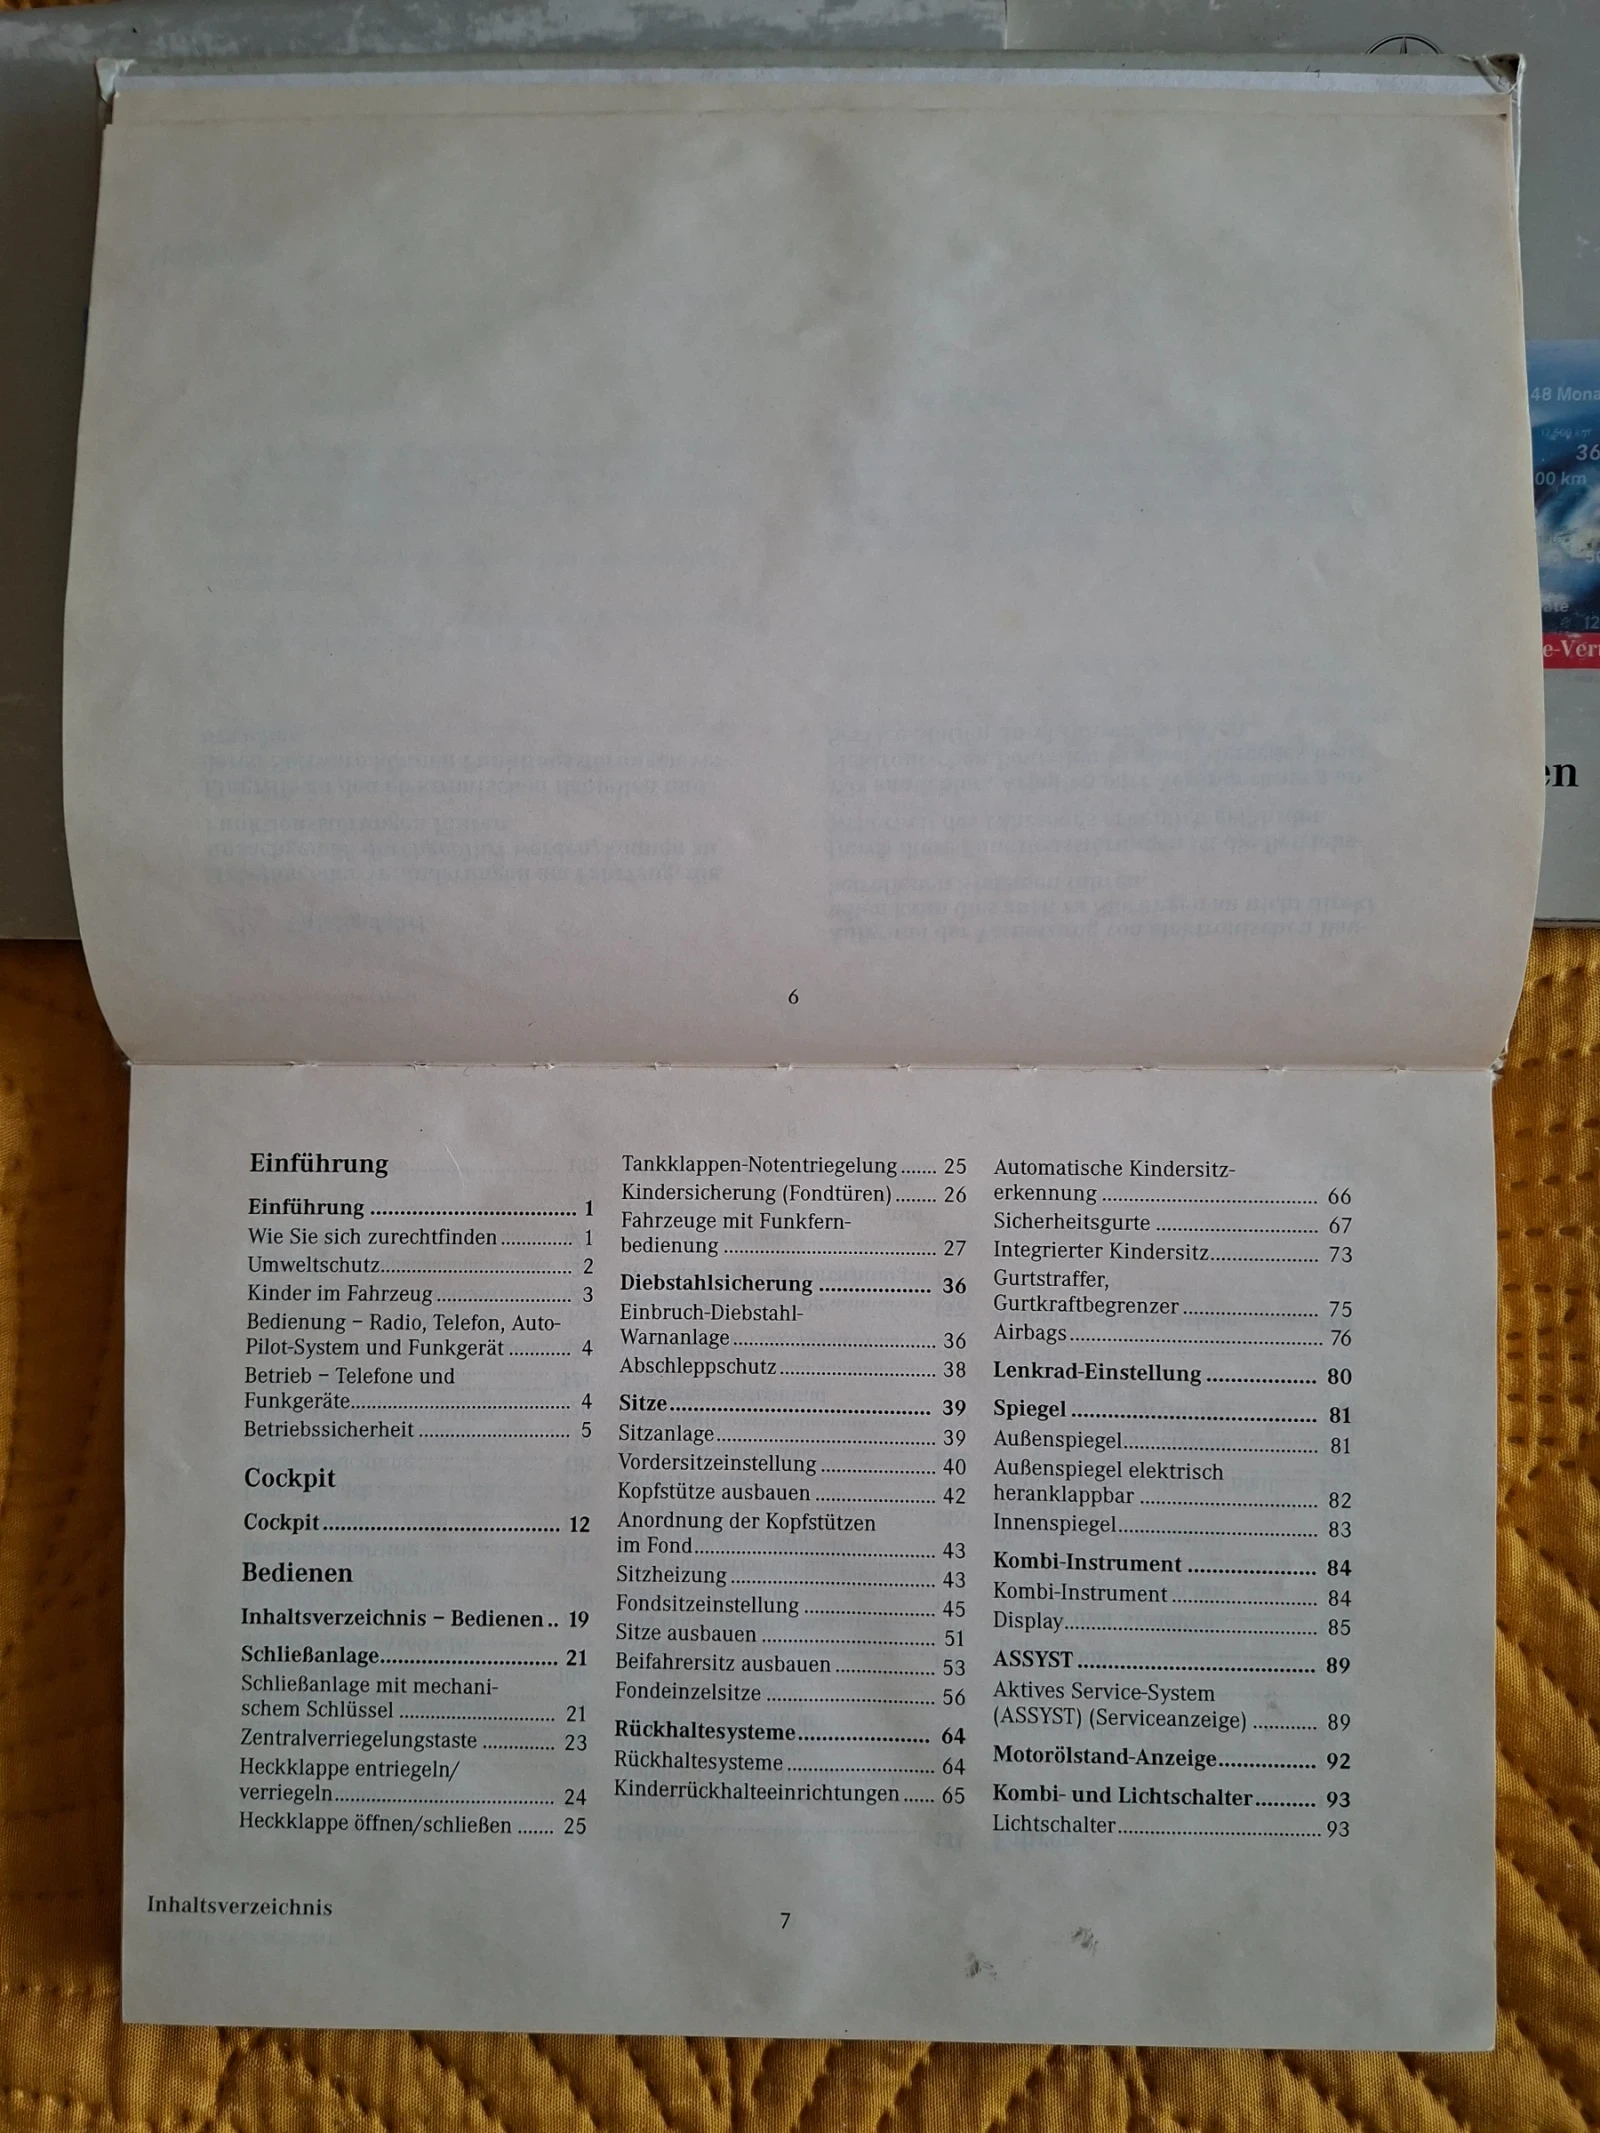 48 Mona
36
00 km
12
e-Ver
en
6
Einführung
Einführung ................................. 1
Wie Sie sich zurechtfinden ............. 1
Umweltschutz................................. 2
Kinder im Fahrzeug ........................ 3
Bedienung – Radio, Telefon, Auto-
Pilot-System und Funkgerät ........... 4
Betrieb – Telefone und
Funkgeräte...................................... 4
Betriebssicherheit .......................... 5
Cockpit
Cockpit ...................................... 12
Bedienen
Inhaltsverzeichnis – Bedienen .. 19
Schließanlage............................. 21
Schließanlage mit mechani-
schem Schlüssel ........................... 21
Zentralverriegelungstaste ............. 23
Heckklappe entriegeln/
verriegeln...................................... 24
Heckklappe öffnen/schließen ....... 25
Tankklappen-Notentriegelung ....... 25
Kindersicherung (Fondtüren) ........ 26
Fahrzeuge mit Funkfern-
bedienung ..................................... 27
Diebstahlsicherung ................... 36
Einbruch-Diebstahl-
Warnanlage ................................... 36
Abschleppschutz ........................... 38
Sitze........................................... 39
Sitzanlage...................................... 39
Vordersitzeinstellung .................... 40
Kopfstütze ausbauen ..................... 42
Anordnung der Kopfstützen
im Fond......................................... 43
Sitzheizung ................................... 43
Fondsitzeinstellung ....................... 45
Sitze ausbauen .............................. 51
Beifahrersitz ausbauen .................. 53
Fondeinzelsitze ............................. 56
Rückhaltesysteme...................... 64
Rückhaltesysteme ......................... 64
Kinderrückhalteeinrichtungen ...... 65
Automatische Kindersitz-
erkennung ..................................... 66
Sicherheitsgurte ............................ 67
Integrierter Kindersitz................... 73
Gurtstraffer,
Gurtkraftbegrenzer ....................... 75
Airbags .......................................... 76
Lenkrad-Einstellung .................. 80
Spiegel ........................................ 81
Außenspiegel................................. 81
Außenspiegel elektrisch
heranklappbar ............................... 82
Innenspiegel.................................. 83
Kombi-Instrument ..................... 84
Kombi-Instrument ......................... 84
Display........................................... 85
ASSYST ....................................... 89
Aktives Service-System
(ASSYST) (Serviceanzeige) ........... 89
Motorölstand-Anzeige................ 92
Kombi- und Lichtschalter.......... 93
Lichtschalter.................................. 93
Inhaltsverzeichnis
7